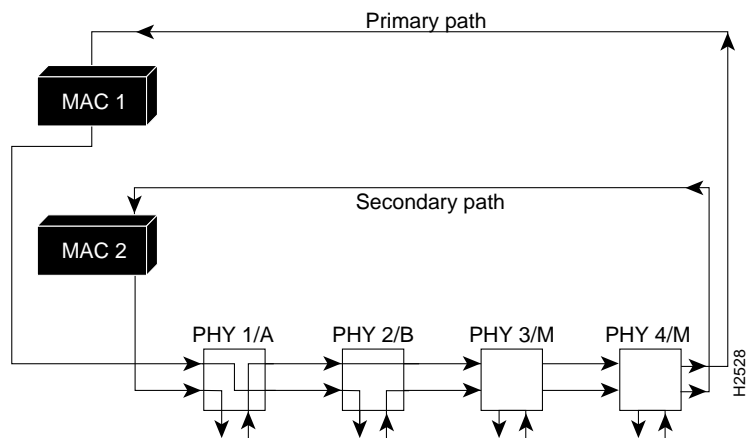 Primary path
MAC 1
Secondary path
MAC 2
PHY 1/A PHY 2/B PHY 3/M PHY 4/M
H2528